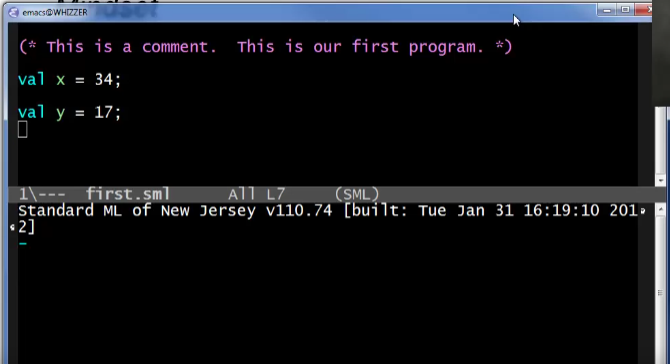 emacs@WHIZZER
(* This is a comment.  This is our first program. *)
val x = 34;
val y = 17;
1\---  first.sml      All L7     (SML)
Standard ML of New Jersey v110.74 [built: Tue Jan 31 16:19:10 201
2]
-